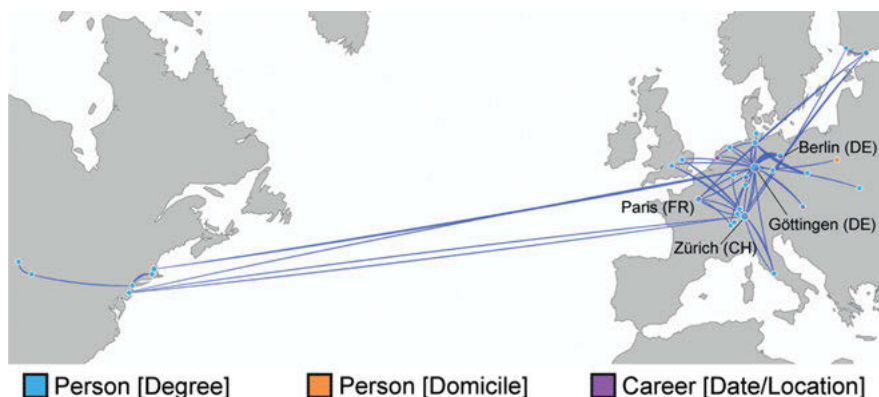 Berlin (DE)
Paris (FR)
Göttingen (DE)
Zürich (CH)
Person [Degree]
Person [Domicile]
Career [Date/Location]